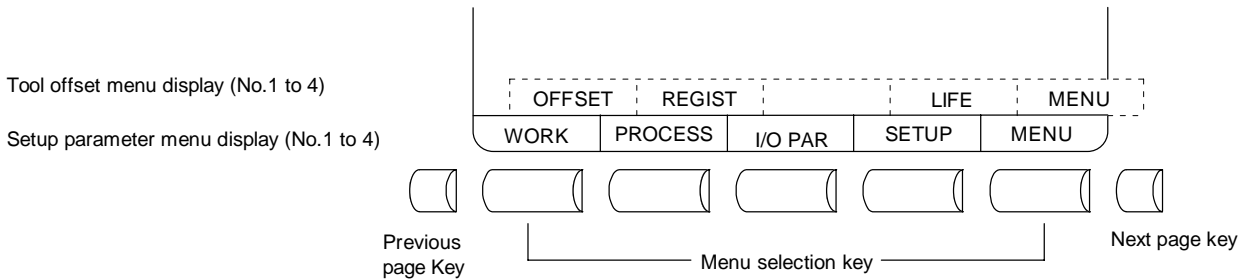 Tool offset menu display (No.1 to 4)
OFFSET REGIST LIFE MENU
Setup parameter menu display (No.1 to 4)
WORK PROCESS I/O PAR SETUP MENU
Previous
page Key
Menu selection key
Next page key